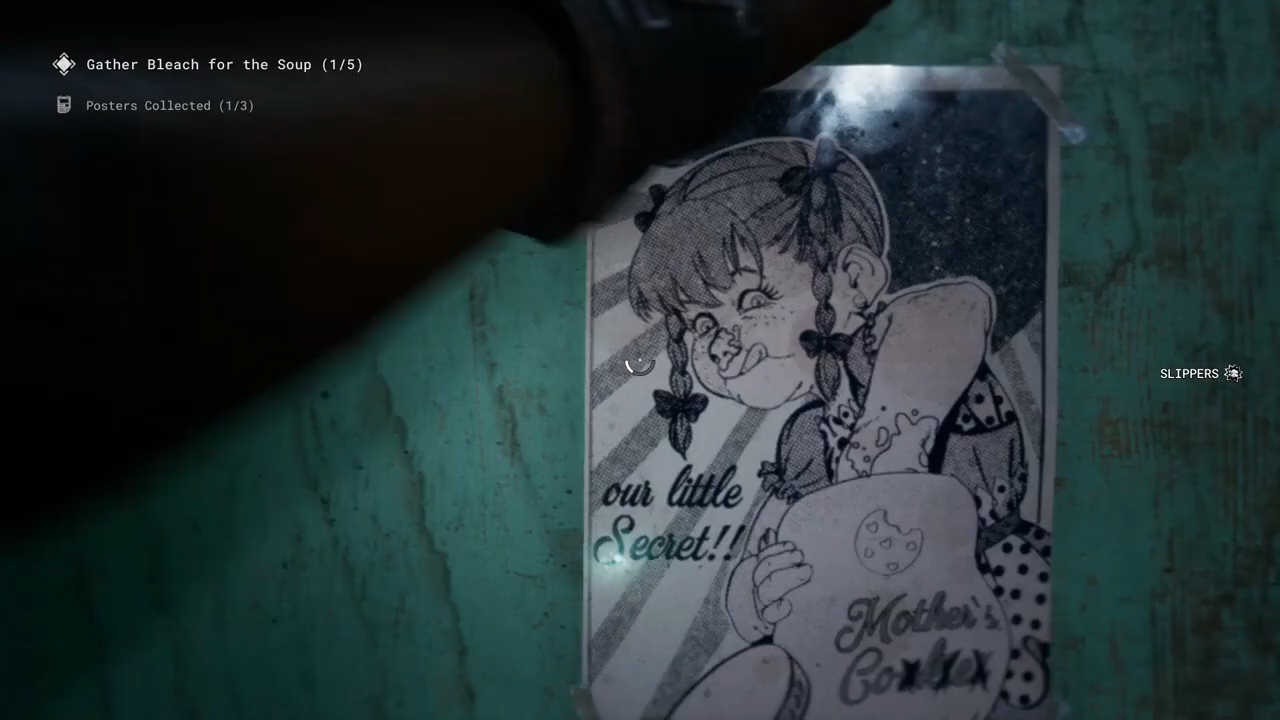 Gather Bleach for the Soup (1/5)
Posters Collected (1/3)
SLIPPERS
our little
Secret!!
Mother's